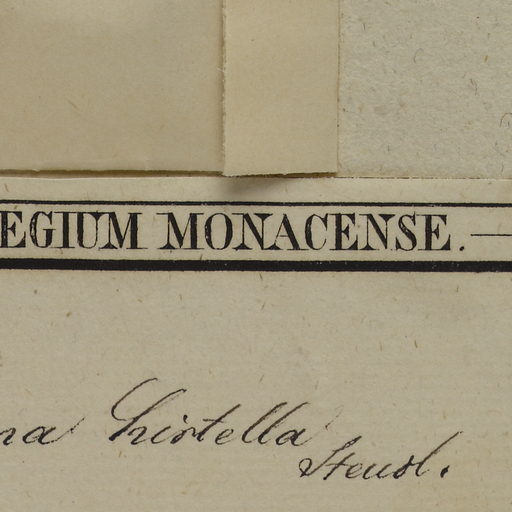 EGIUM MONACENSE.
na hirtella
Steud.